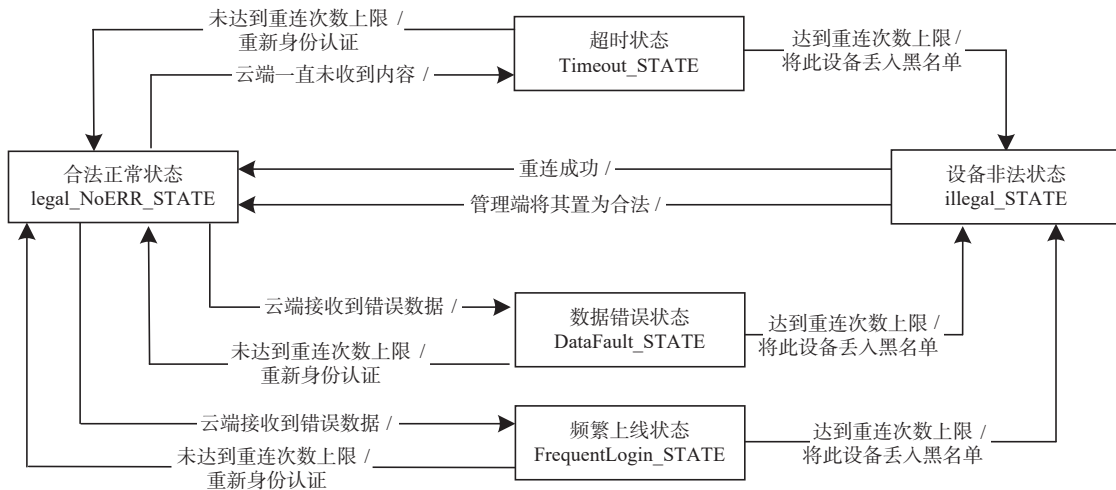 未达到重连次数上限 /
重新身份认证
超时状态
Timeout_STATE
达到重连次数上限 /
将此设备丢入黑名单
云端一直未收到内容 /
合法正常状态
legal_NoERR_STATE
重连成功 /
管理端将其置为合法 /
设备非法状态
illegal_STATE
云端接收到错误数据 /
数据错误状态
DataFault_STATE
达到重连次数上限 /
将此设备丢入黑名单
未达到重连次数上限 /
重新身份认证
云端接收到错误数据 /
频繁上线状态
FrequentLogin_STATE
达到重连次数上限 /
将此设备丢入黑名单
未达到重连次数上限 /
重新身份认证